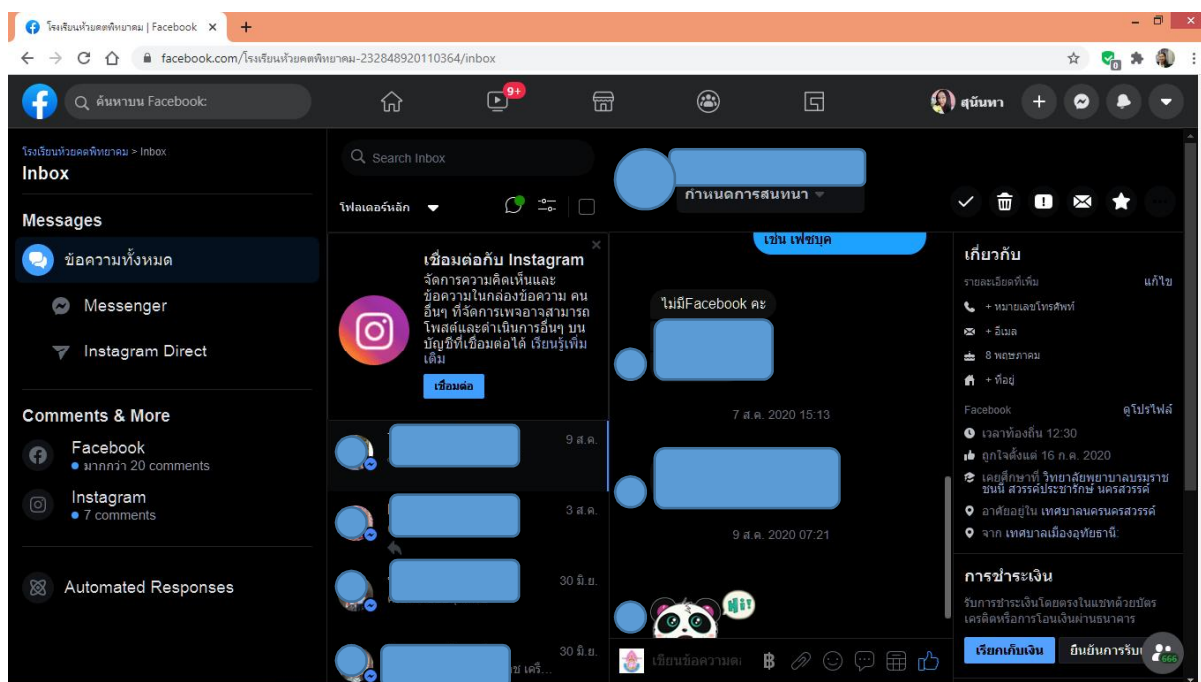 โรงเรียนห้วยคตพิทยาคม | Facebook
facebook.com/โรงเรียนห้วยคตพิทยาคม-232848920110364/inbox
0
ค้นหาบน Facebook:
9+
สุนันทา
โรงเรียนห้วยคตพิทยาคม > Inbox
Inbox
Messages
ข้อความทั้งหมด
Messenger
Instagram Direct
Comments & More
Facebook
มากกว่า 20 comments
Instagram
7 comments
Automated Responses
Search Inbox
โฟลเดอร์หลัก
เชื่อมต่อกับ Instagram
จัดการความคิดเห็นและ
ข้อความในกล่องข้อความ คน
อื่นๆ ที่จัดการเพจอาจสามารถ
โพสต์และดำเนินการอื่นๆ บน
บัญชีที่เชื่อมต่อได้ เรียนรู้เพิ่ม
เติม
เชื่อมต่อ
9 ส.ค.
3 ส.ค.
30 มิ.ย.
30 มิ.ย.
กำหนดการสนทนา
เช่น เฟซบุค
ไม่มีFacebook คะ
7 ส.ค. 2020 15:13
9 ส.ค. 2020 07:21
Hi!
เกี่ยวกับ
รายละเอียดที่เพิ่ม แก้ไข
+ หมายเลขโทรศัพท์
+ อีเมล
8 พฤษภาคม
+ ที่อยู่
Facebook ดูโปรไฟล์
เวลาท้องถิ่น 12:30
ถูกใจตั้งแต่ 16 ก.ค. 2020
เคยศึกษาที่ วิทยาลัยพยาบาลบรมราช
ชนนี สวรรค์ประชารักษ์ นครสวรรค์
อาศัยอยู่ใน เทศบาลนครนครสวรรค์
จาก เทศบาลเมืองอุทัยธานี
การชำระเงิน
รับการชำระเงินโดยตรงในแชทด้วยบัตร
เครดิตหรือการโอนเงินผ่านธนาคาร
เรียกเก็บเงิน
ยืนยันการรับ
666